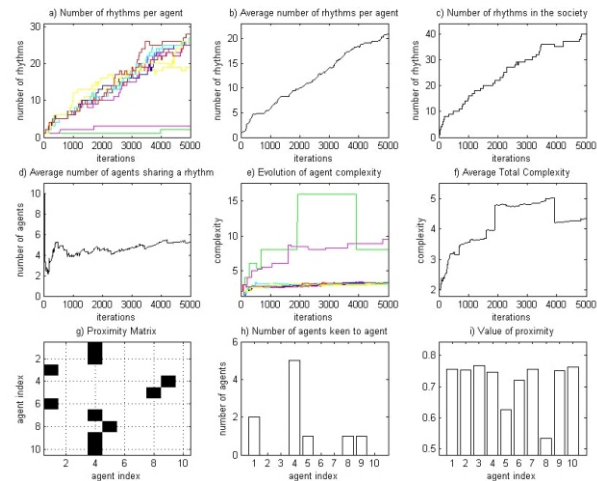 a) Number of rhythms per agent
number of rhythms
30
20
10
0
0 1000 2000 3000 4000 5000
iterations
b) Average number of rhythms per agent
number of rhythms
20
15
10
5
0
0 1000 2000 3000 4000 5000
iterations
c) Number of rhythms in the society
number of rhythms
40
30
20
10
0
0 1000 2000 3000 4000 5000
iterations
d) Average number of agents sharing a rhythm
number of agents
10
8
6
4
2
0
0 1000 2000 3000 4000 5000
iterations
e) Evolution of agent complexity
complexity
15
10
5
0 1000 2000 3000 4000 5000
iterations
f) Average Total Complexity
complexity
5
4
3
2
0 1000 2000 3000 4000 5000
iterations
g) Proximity Matrix
agent index
2
4
6
8
10
2 4 6 8 10
agent index
h) Number of agents keen to agent
number of agents
6
4
2
0
1 2 3 4 5 6 7 8 9 10
agent index
i) Value of proximity
0.8
0.7
0.6
0.5
1 2 3 4 5 6 7 8 9 10
agent index